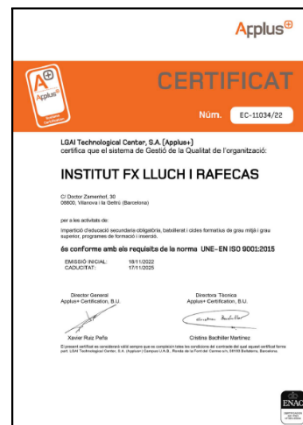 Applus⊕
A⊕
Applus⊕
CERTIFICAT
Núm. EC-11034/22
LGAI Technological Center, S.A. (Applus+)
certifica que el sistema de Gestió de la Qualitat de l'organització:
INSTITUT FX LLUCH I RAFECAS
C/ Doctor Zamenhof, 30
08800, Vilanova i la Geltrú (Barcelona)
per a les activitats de:
Impartició d'educació secundària obligatòria, batxillerat i cicles formatius de grau mitjà i grau
superior, programes de formació i inserció.
és conforme amb els requisits de la norma UNE-EN ISO 9001:2015
EMISSIÓ INICIAL: 18/11/2022
CADUCITAT: 17/11/2025
Director General
Applus+ Certification, B.U.
Directora Tècnica
Applus+ Certification, B.U.
Xavier Ruiz Peña
Cristina Bachiller Martínez
ENAC